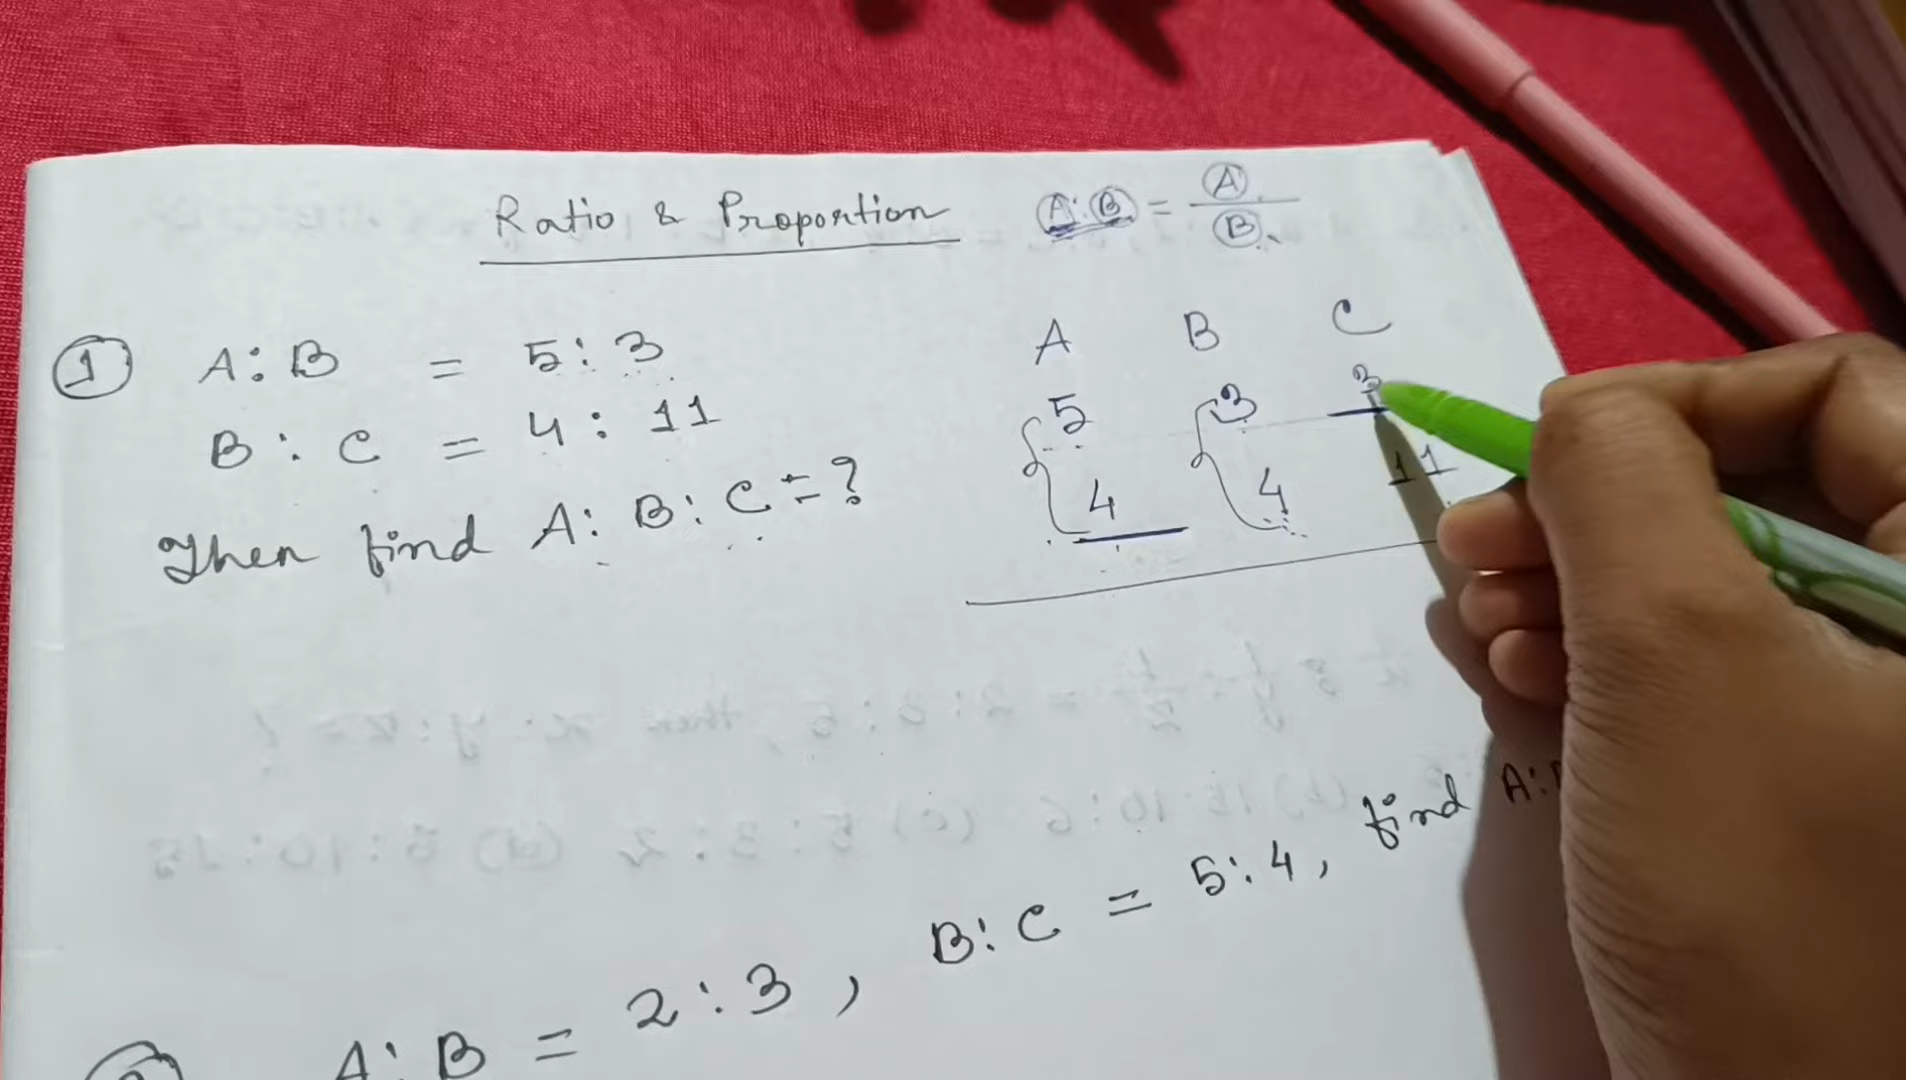 Ratio & Proportion
A:B = A/B
① A:B = 5:3
B:C = 4:11
Then find A:B:C=?
A B C
5 3 3
4 4 11
A:B = 2:3, B:C = 5:4, find A: